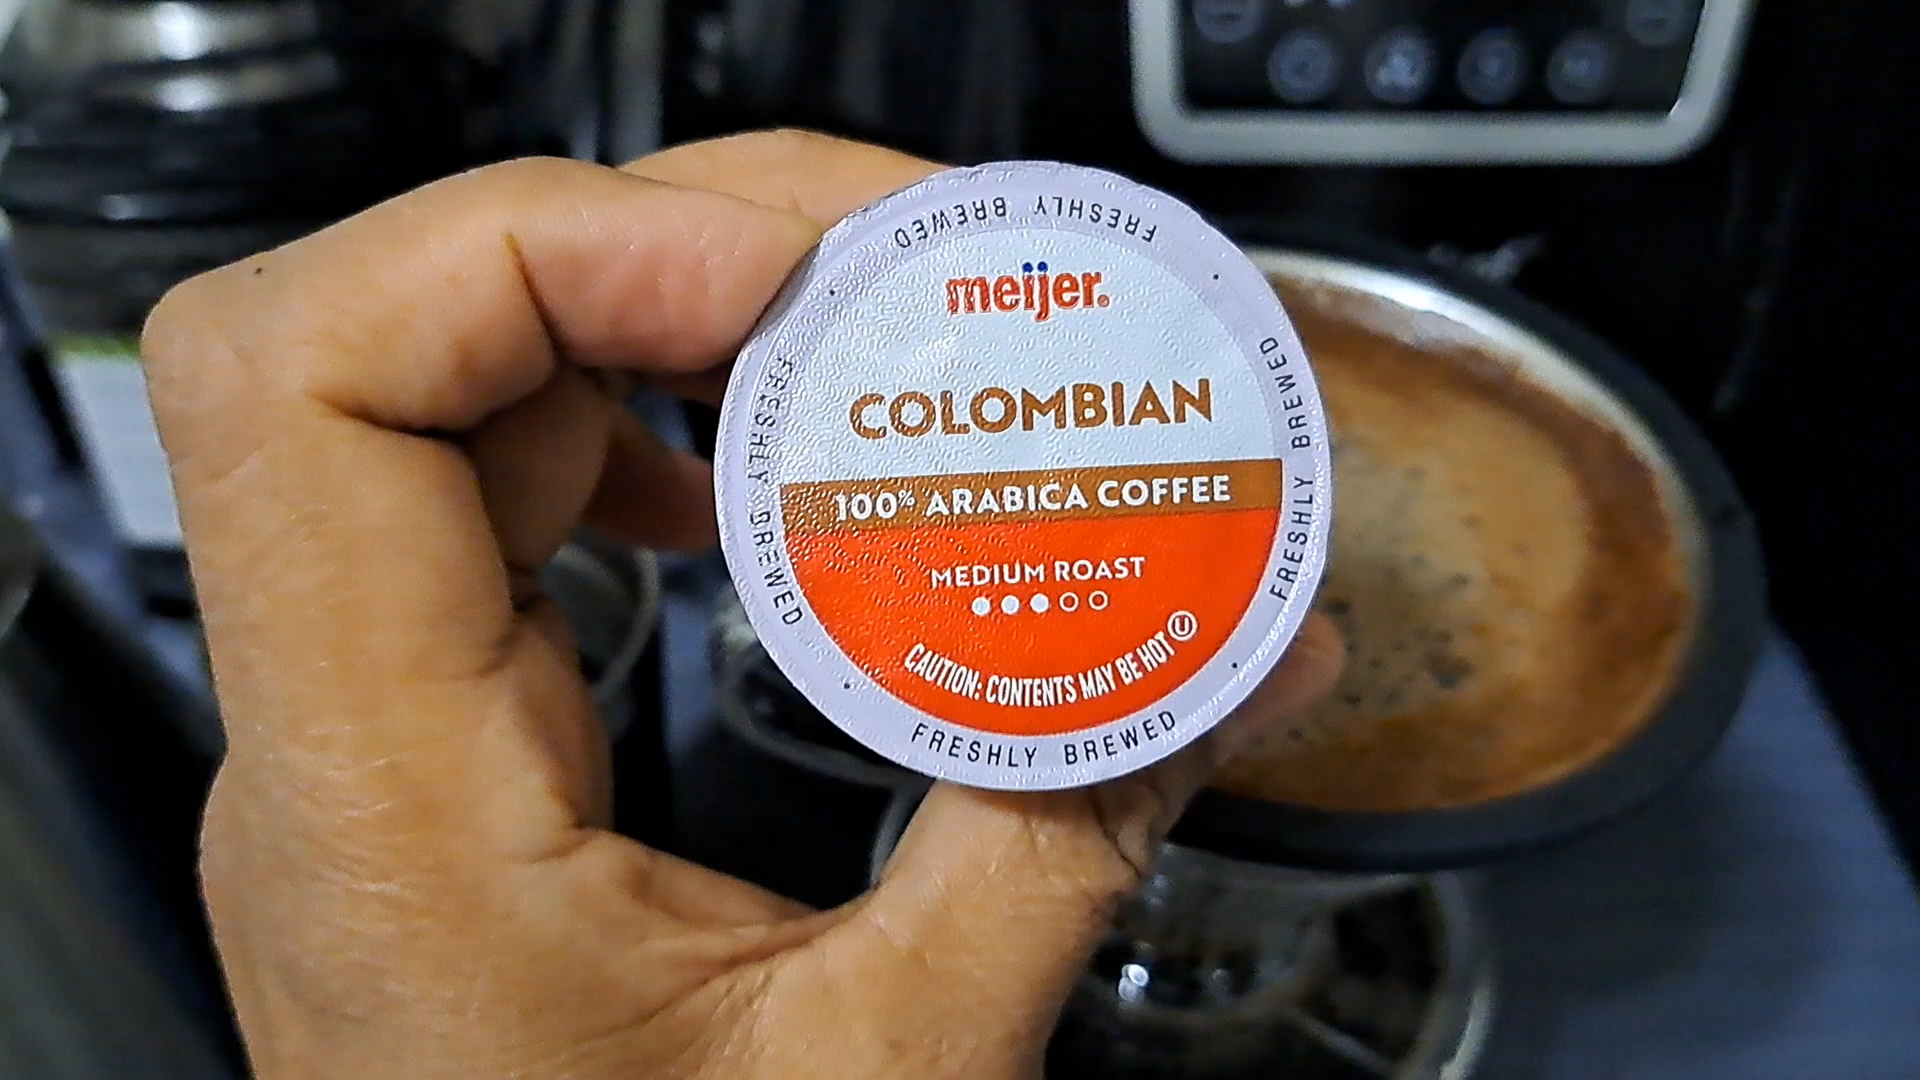 FRESHLY BREWED
meijer.
COLOMBIAN
100% ARABICA COFFEE
MEDIUM ROAST
CAUTION: CONTENTS MAY BE HOT U
FRESHLY BREWED
FRESHLY BREWED
FRESHLY BREWED